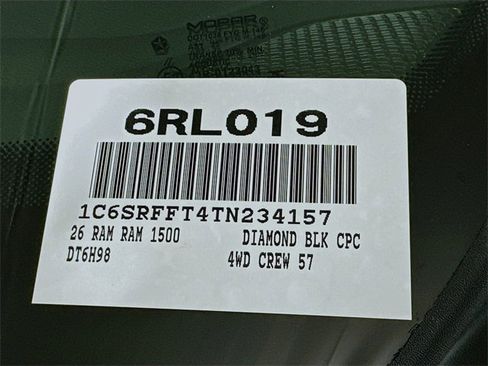 MOPAR
6RL019
1C6SRFFT4TN234157
26 RAM RAM 1500 DIAMOND BLK CPC
DT6H98 4WD CREW 57